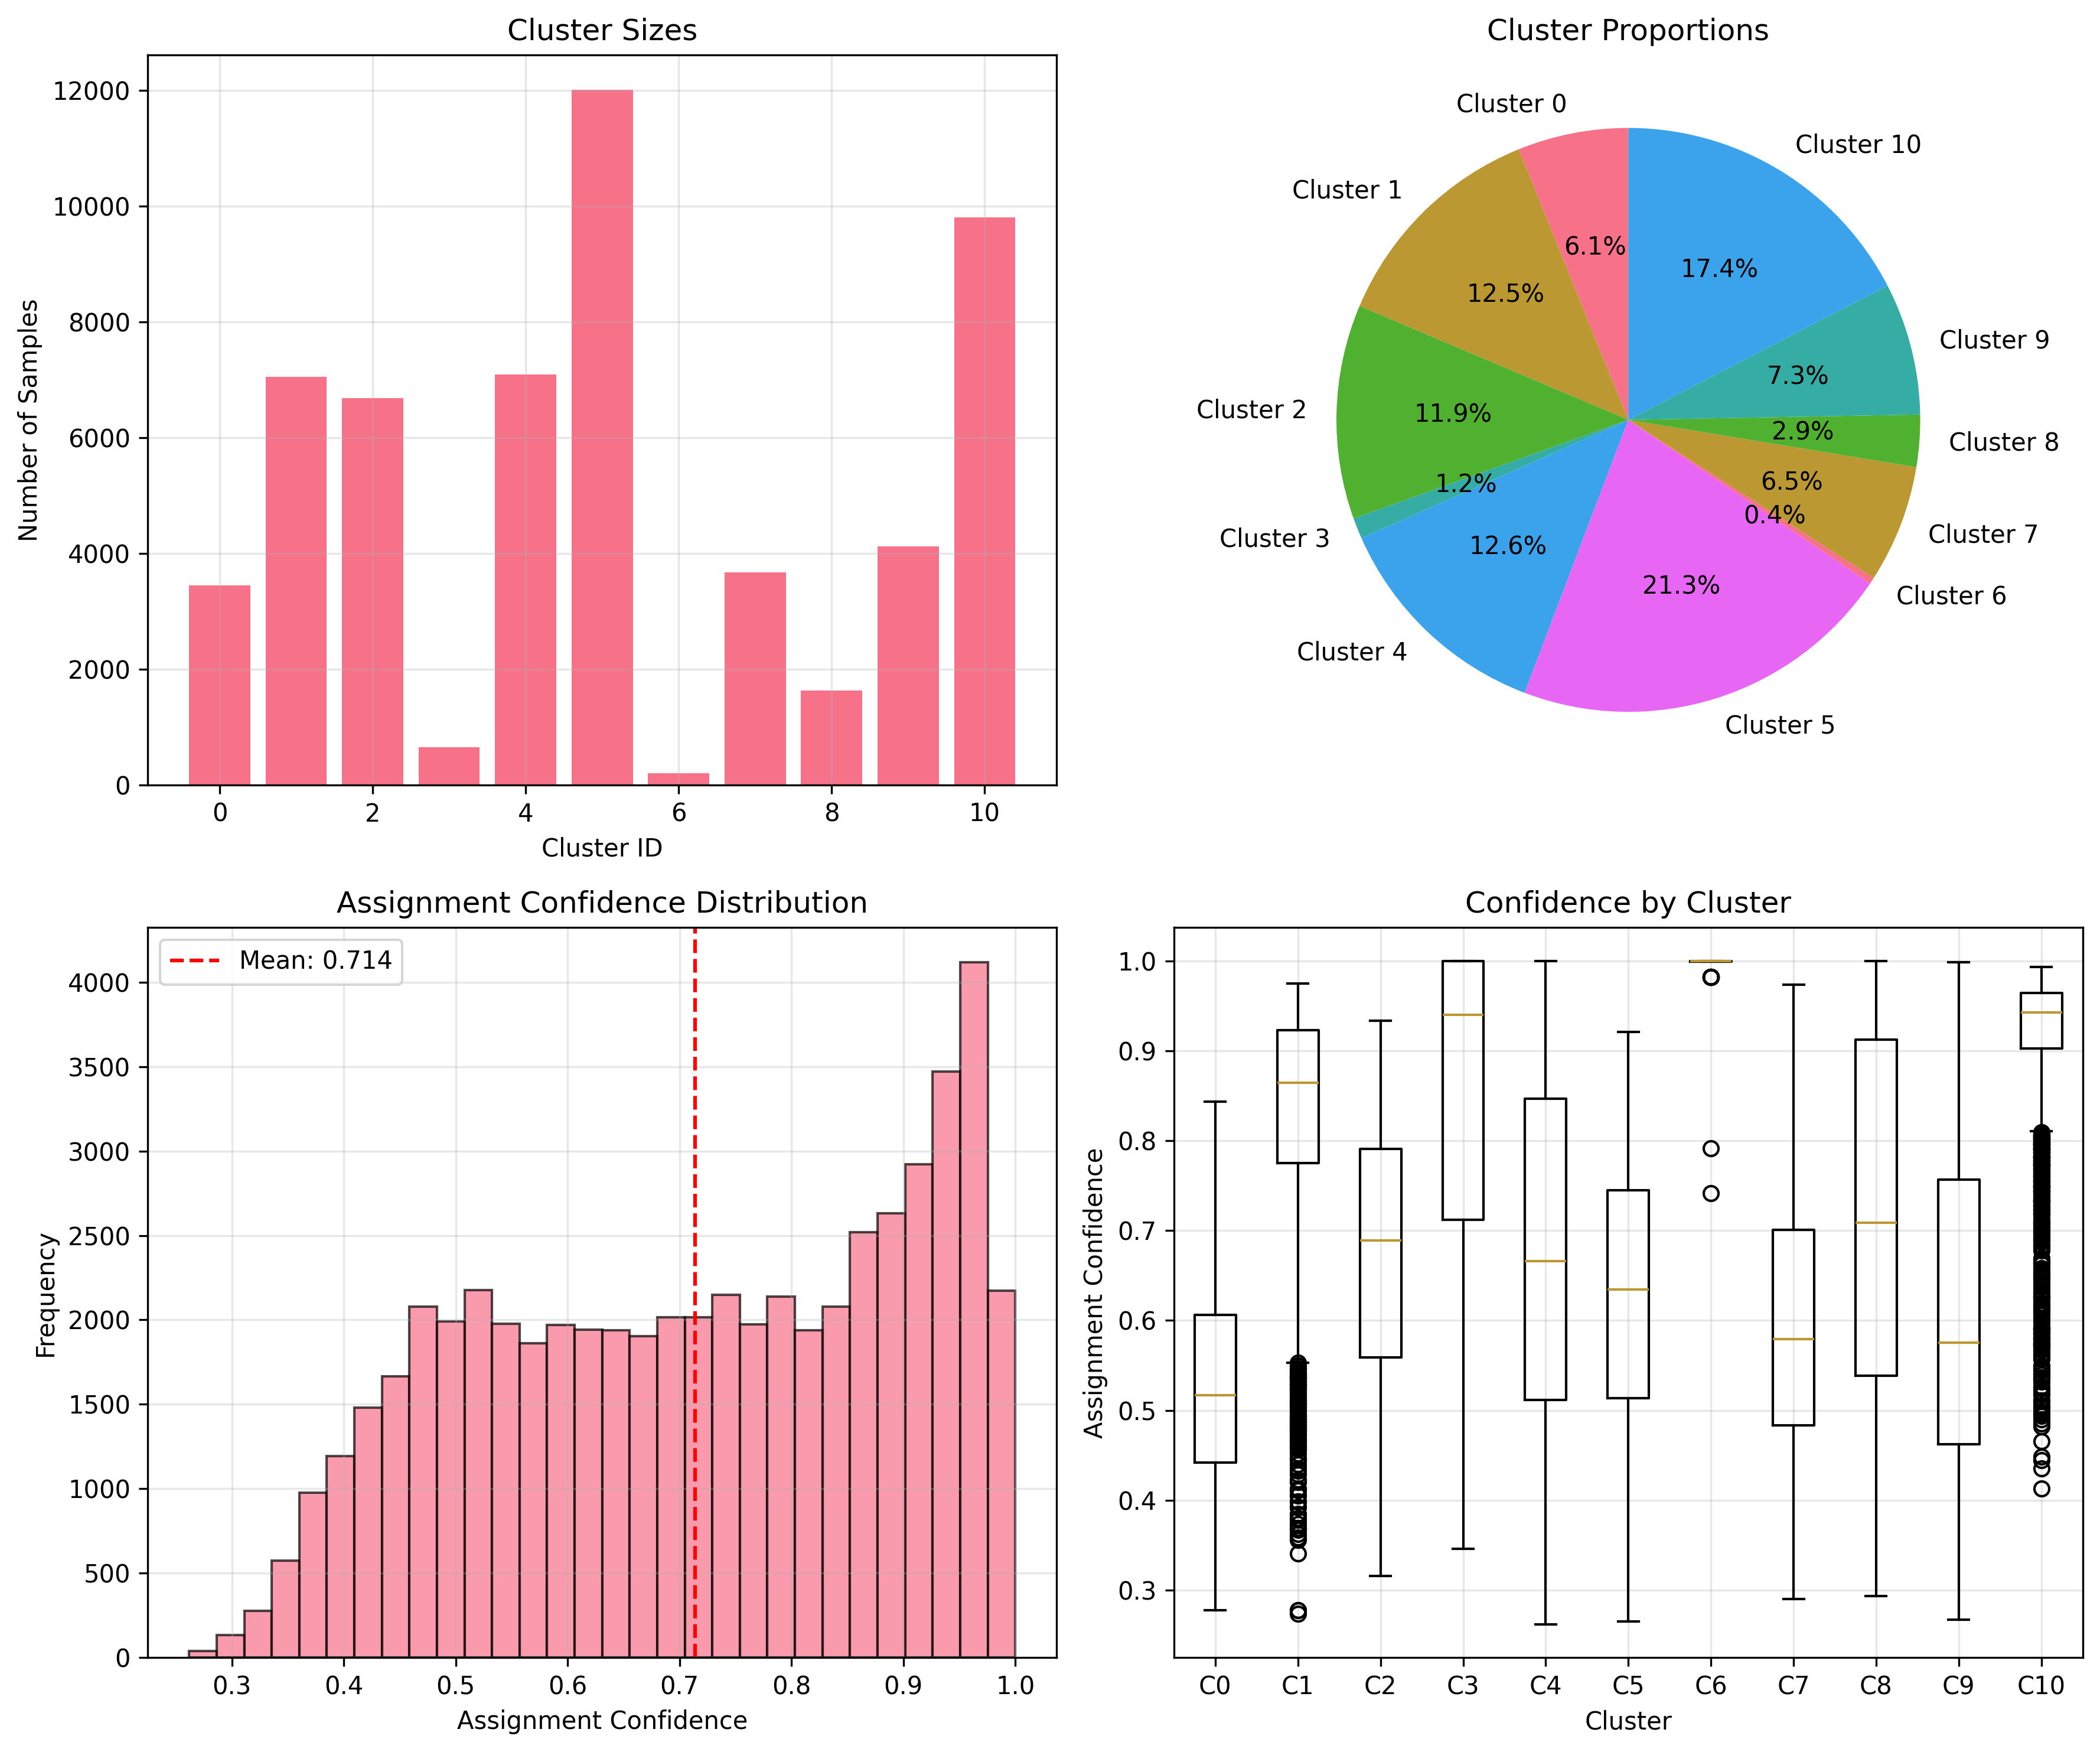 Cluster Sizes
Number of Samples
12000
10000
8000
6000
4000
2000
0
0 2 4 6 8 10
Cluster ID
Cluster Proportions
Cluster 0
Cluster 1
Cluster 2
Cluster 3
Cluster 4
Cluster 5
Cluster 6
Cluster 7
Cluster 8
Cluster 9
Cluster 10
6.1%
12.5%
11.9%
1.2%
12.6%
21.3%
0.4%
6.5%
2.9%
7.3%
17.4%
Assignment Confidence Distribution
Mean: 0.714
Frequency
4000
3500
3000
2500
2000
1500
1000
500
0
0.3 0.4 0.5 0.6 0.7 0.8 0.9 1.0
Assignment Confidence
Confidence by Cluster
Assignment Confidence
1.0
0.9
0.8
0.7
0.6
0.5
0.4
0.3
C0 C1 C2 C3 C4 C5 C6 C7 C8 C9 C10
Cluster